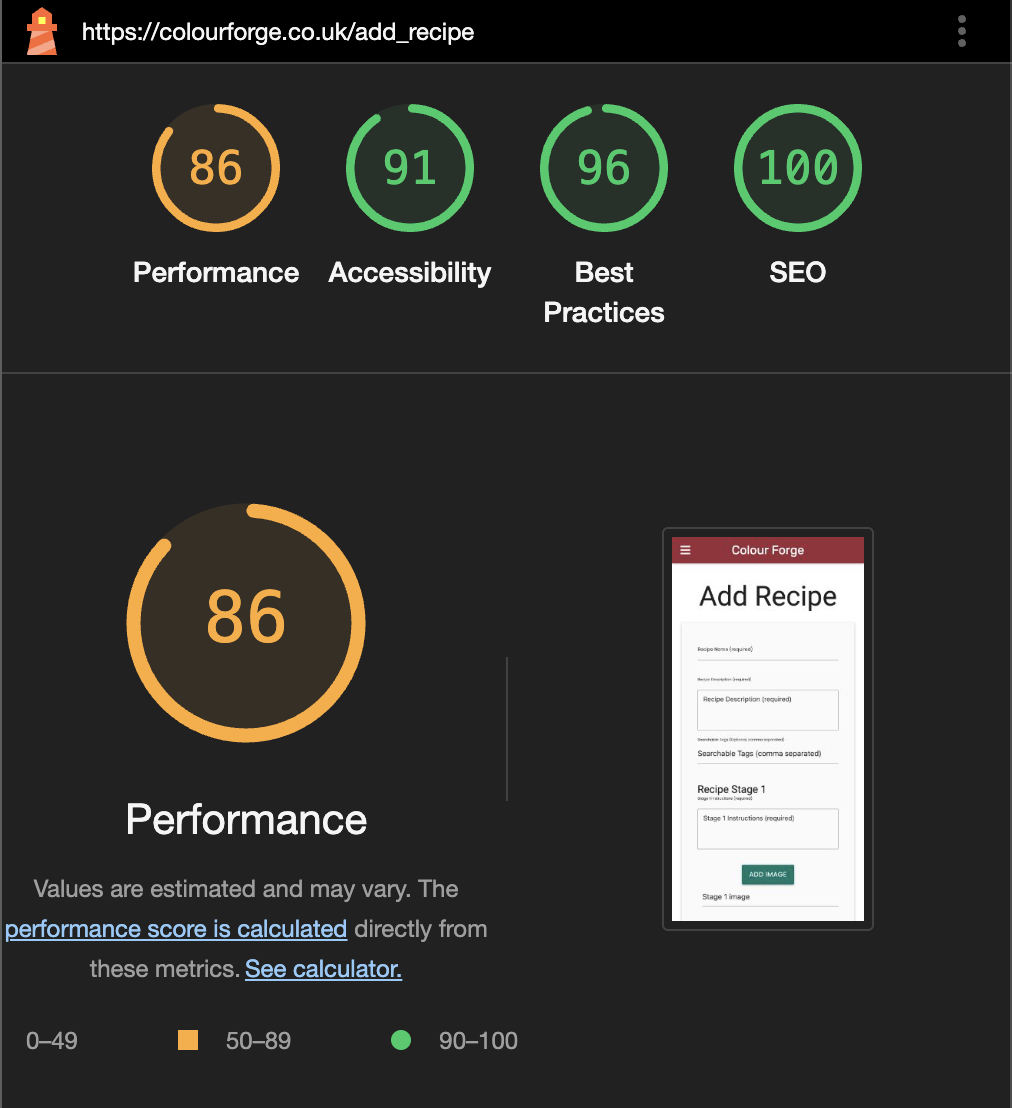 https://colourforge.co.uk/add_recipe
86
91
96
100
Performance
Accessibility
Best
Practices
SEO
86
Performance
Values are estimated and may vary. The
performance score is calculated directly from
these metrics. See calculator.
0–49
50–89
90–100
Colour Forge
Add Recipe
Recipe Name (required)
Recipe Description (required)
Recipe Description (required)
Searchable Tags (Optional, comma separated)
Searchable Tags (comma separated)
Recipe Stage 1
Stage 1 Instructions (required)
Stage 1 Instructions (required)
ADD IMAGE
Stage 1 image